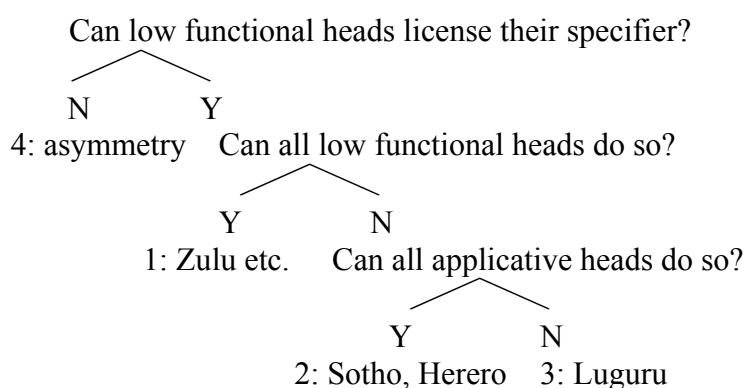 Can low functional heads license their specifier?
N Y
4: asymmetry Can all low functional heads do so?
Y N
1: Zulu etc. Can all applicative heads do so?
Y N
2: Sotho, Herero 3: Luguru